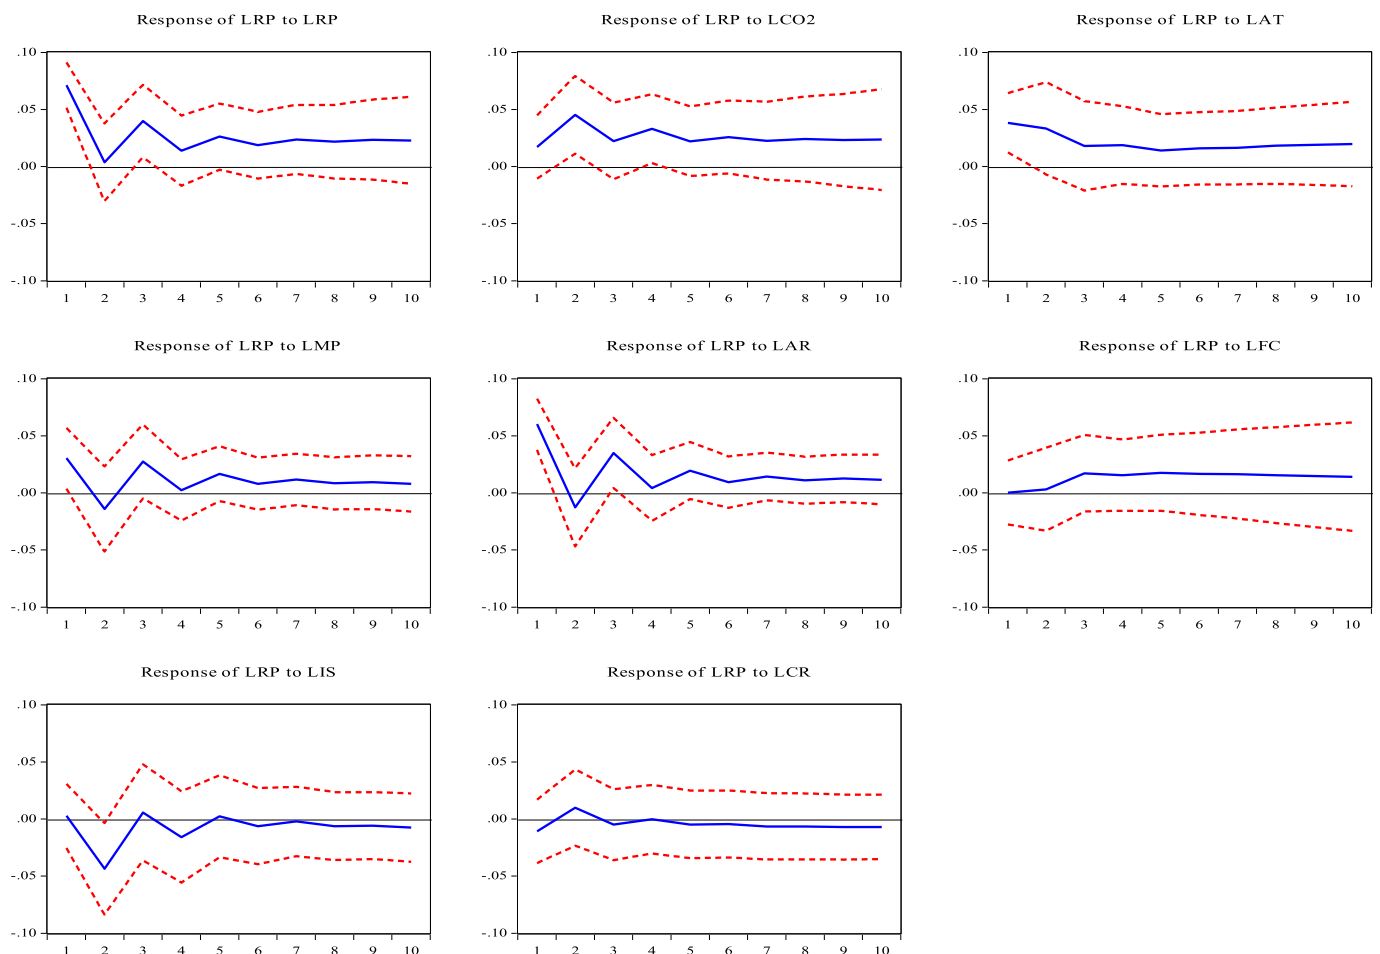 Response of LRP to LRP
.10
.05
.00
-.05
-.10
1 2 3 4 5 6 7 8 9 10
Response of LRP to LCO2
.10
.05
.00
-.05
-.10
1 2 3 4 5 6 7 8 9 10
Response of LRP to LAT
.10
.05
.00
-.05
-.10
1 2 3 4 5 6 7 8 9 10
Response of LRP to LMP
.10
.05
.00
-.05
-.10
1 2 3 4 5 6 7 8 9 10
Response of LRP to LAR
.10
.05
.00
-.05
-.10
1 2 3 4 5 6 7 8 9 10
Response of LRP to LFC
.10
.05
.00
-.05
-.10
1 2 3 4 5 6 7 8 9 10
Response of LRP to LIS
.10
.05
.00
-.05
-.10
1 2 3 4 5 6 7 8 9 10
Response of LRP to LCR
.10
.05
.00
-.05
-.10
1 2 3 4 5 6 7 8 9 10